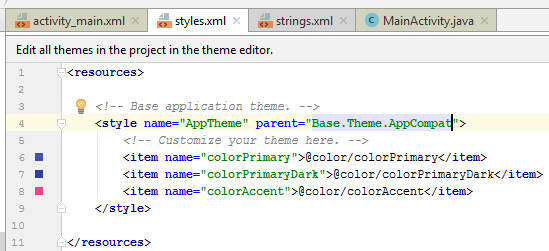 activity_main.xml × styles.xml × strings.xml × MainActivity.java ×
Edit all themes in the project in the theme editor.
1 <resources>
2
3 <!-- Base application theme. -->
4 <style name="AppTheme" parent="Base.Theme.AppCompat">
5 <!-- Customize your theme here. -->
6 <item name="colorPrimary">@color/colorPrimary</item>
7 <item name="colorPrimaryDark">@color/colorPrimaryDark</item>
8 <item name="colorAccent">@color/colorAccent</item>
9 </style>
10
11 </resources>